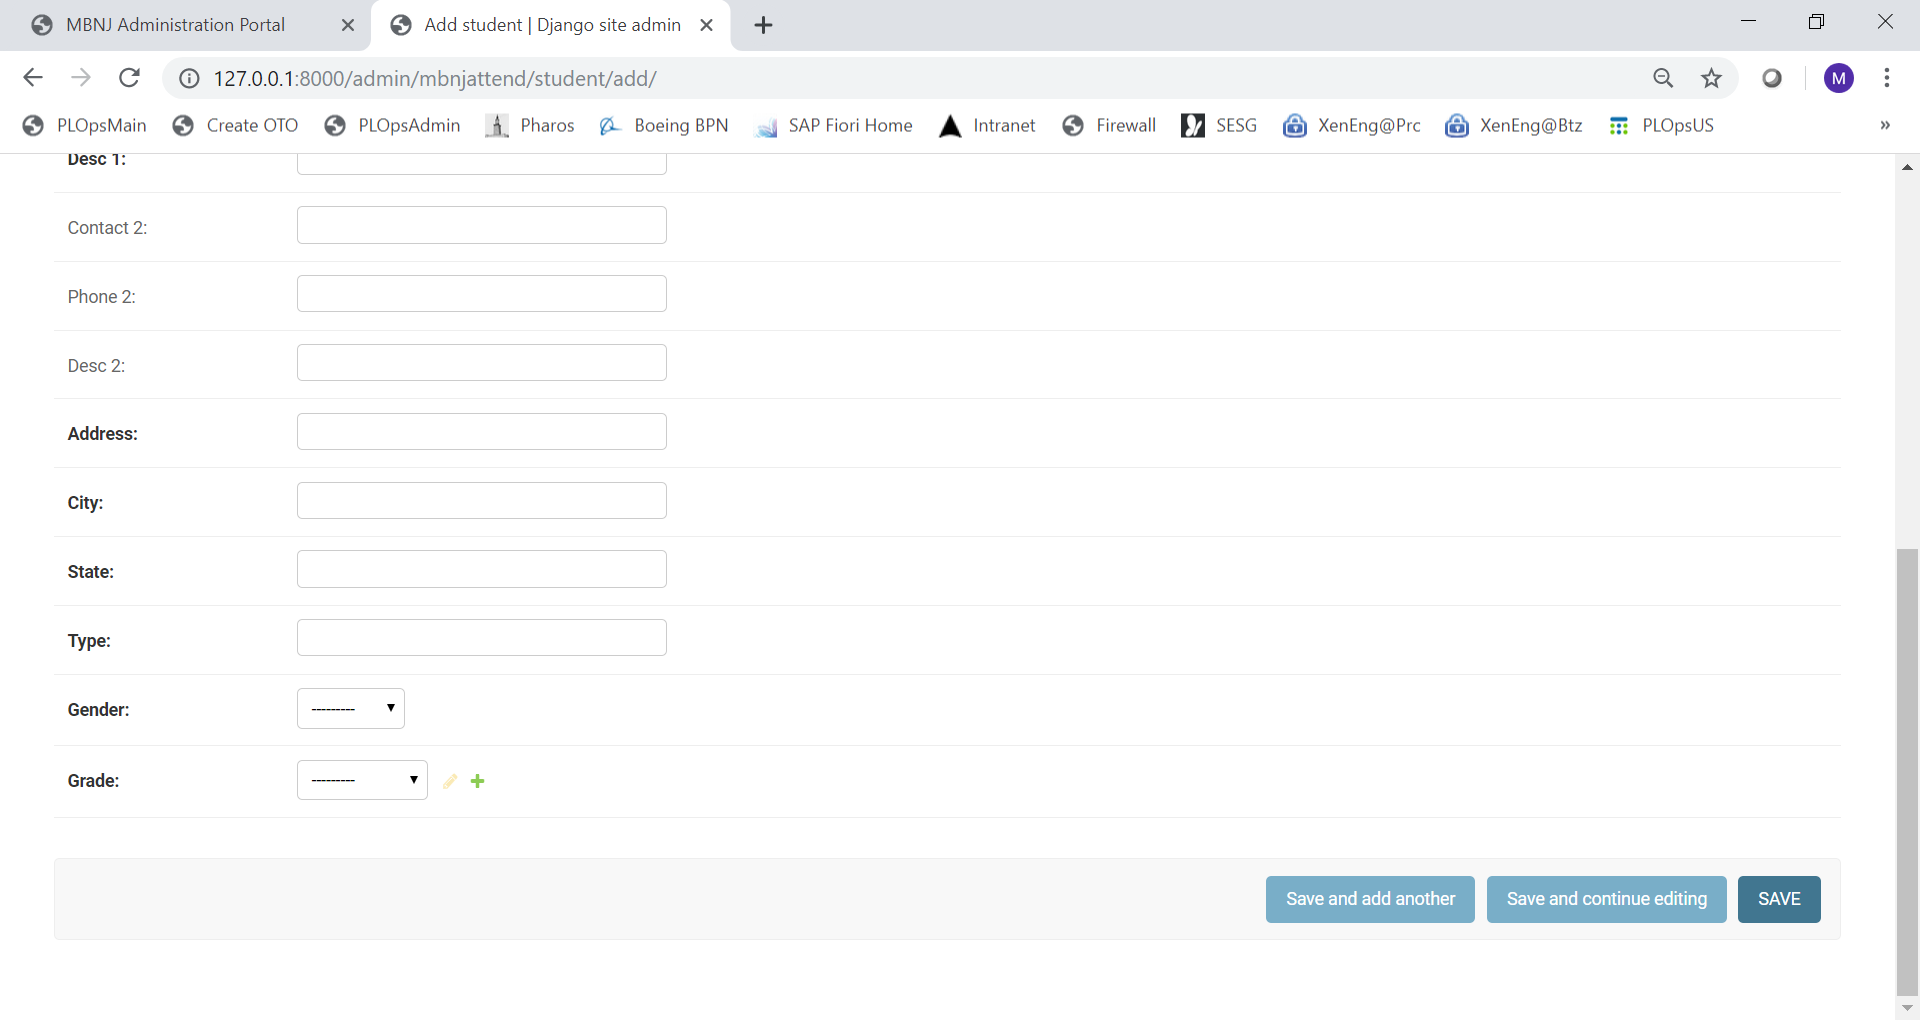 MBNJ Administration Portal
Add student | Django site admin
127.0.0.1:8000/admin/mbnjattend/student/add/
M
PLOpsMain Create OTO PLOpsAdmin Pharos Boeing BPN SAP Fiori Home Intranet Firewall SESG XenEng@Prc XenEng@Btz PLOpsUS »
Desc 1:
Contact 2:
Phone 2:
Desc 2:
Address:
City:
State:
Type:
Gender: ---------
Grade: ---------
Save and add another Save and continue editing SAVE